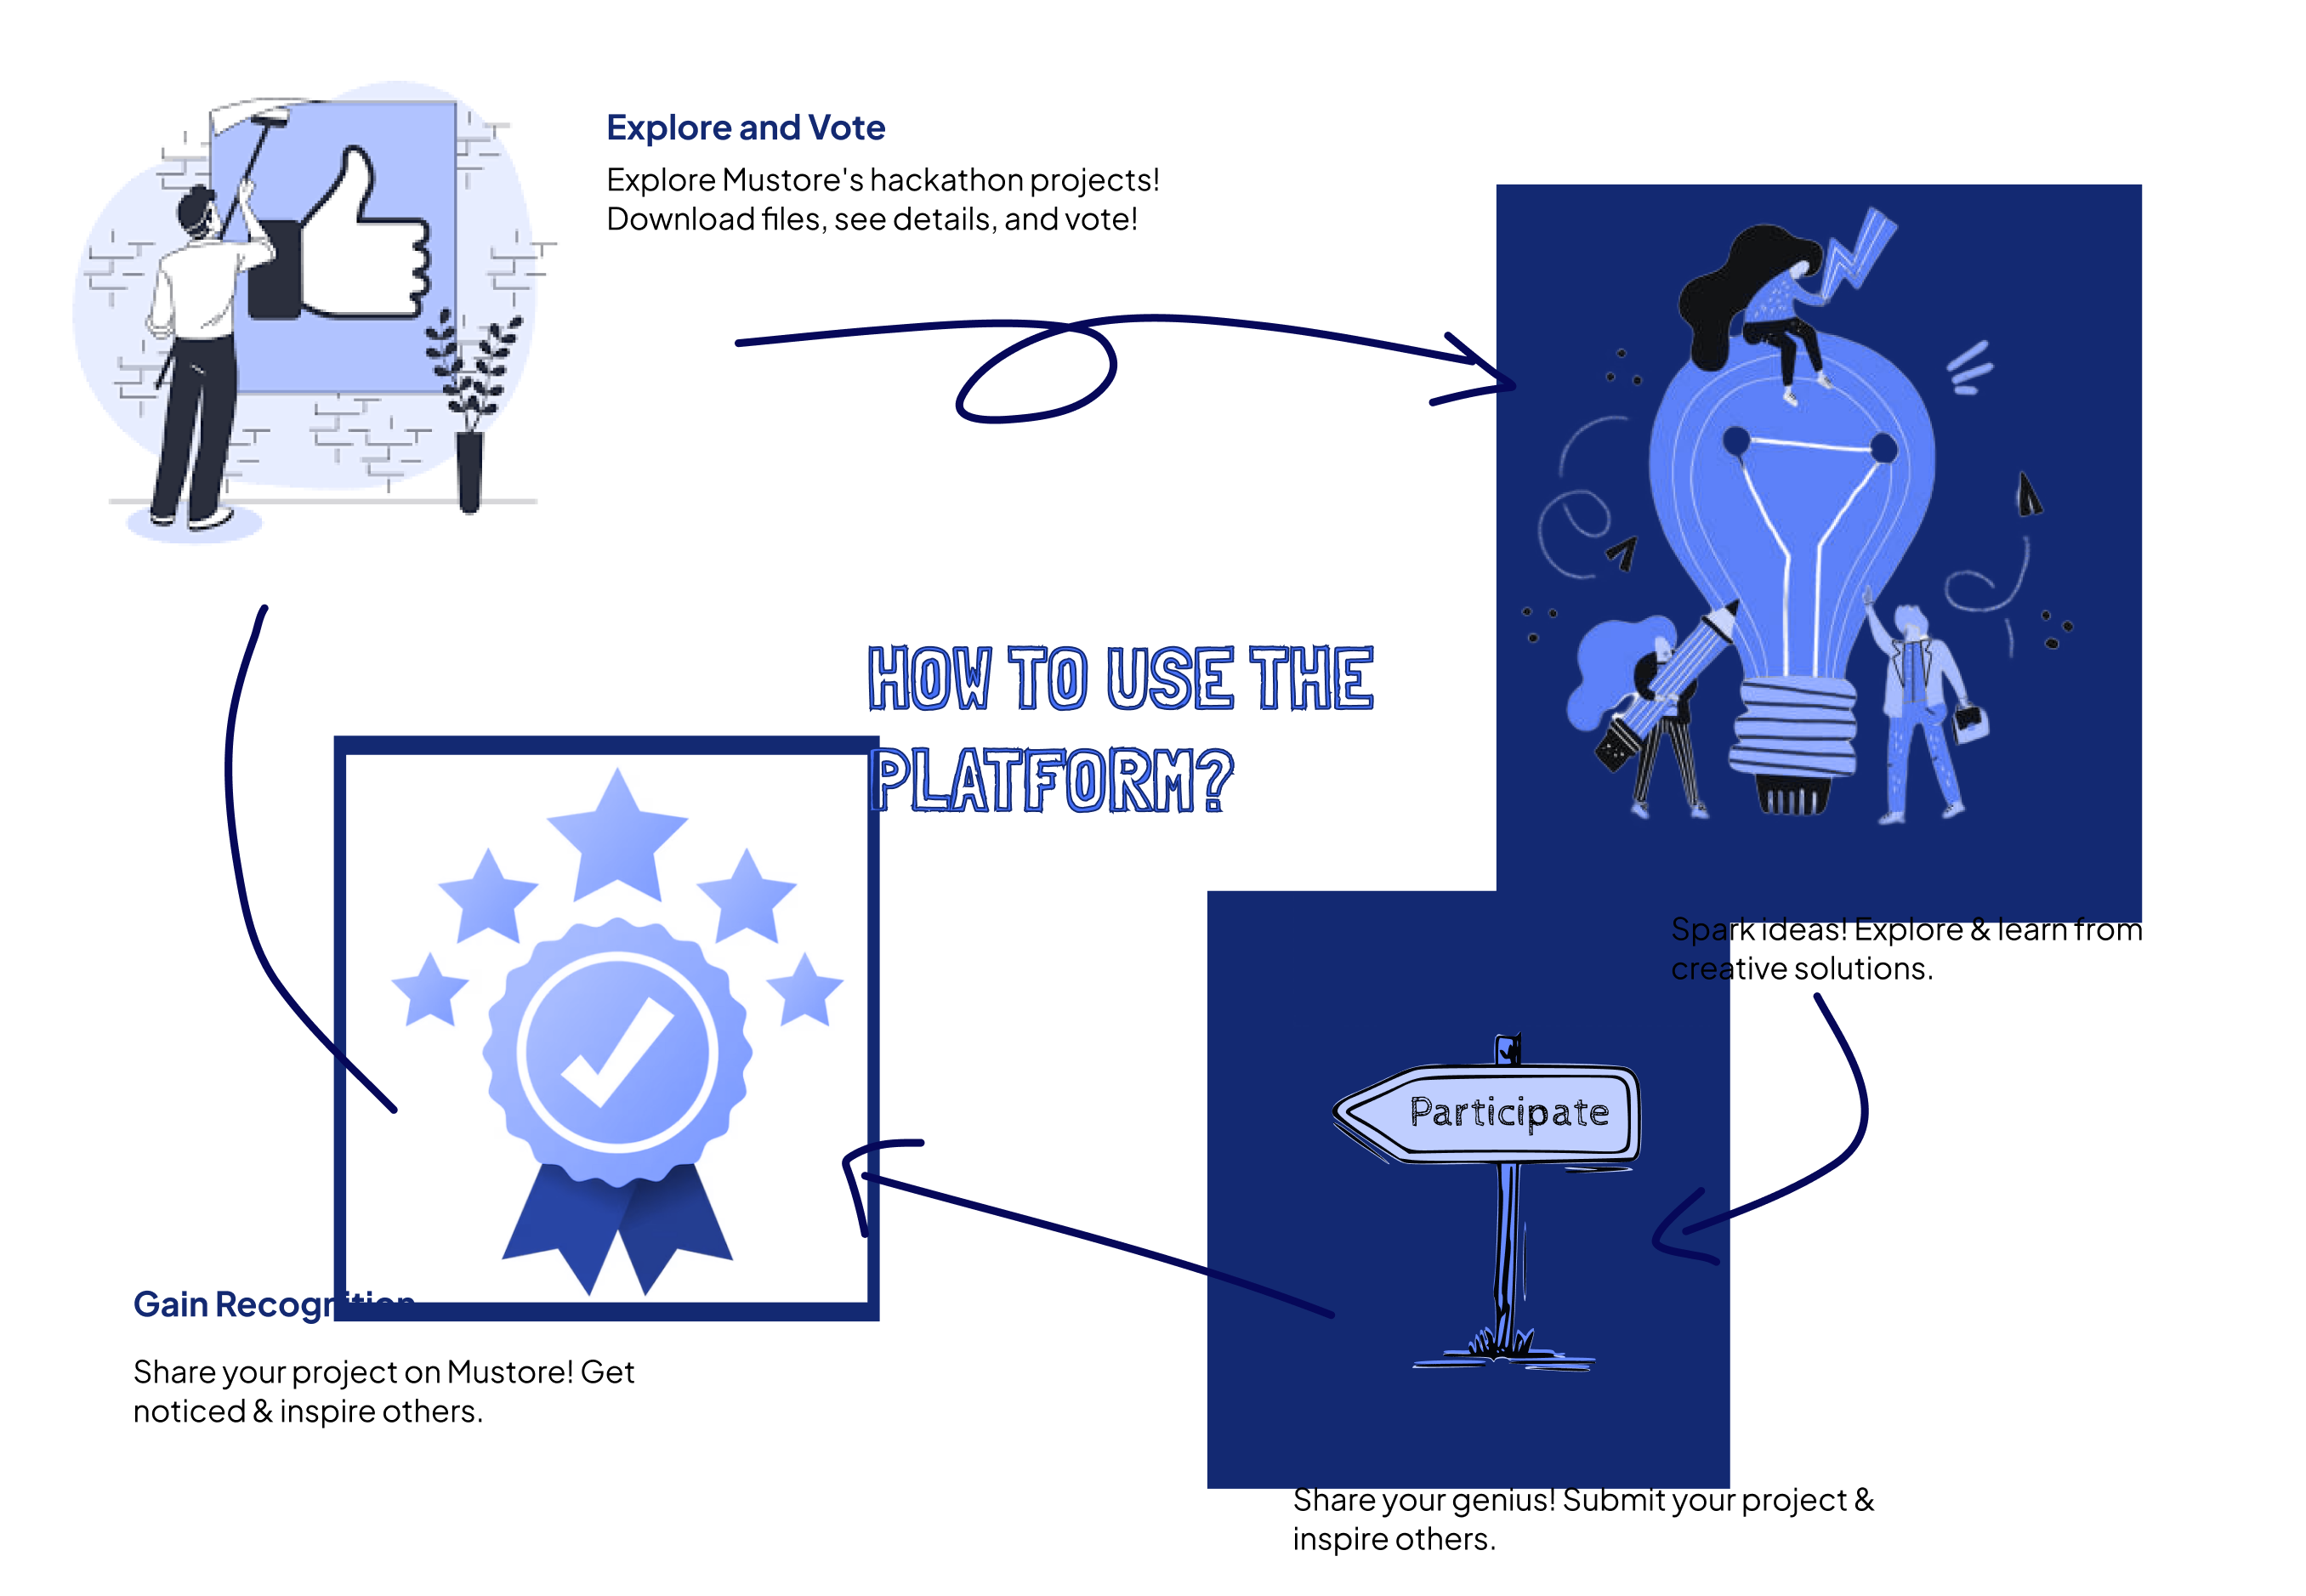 Explore and Vote
Explore Mustore's hackathon projects!
Download files, see details, and vote!
HOW TO USE THE
PLATFORM?
Spark ideas! Explore & learn from
creative solutions.
Participate
Share your genius! Submit your project &
inspire others.
Gain Recognition
Share your project on Mustore! Get
noticed & inspire others.